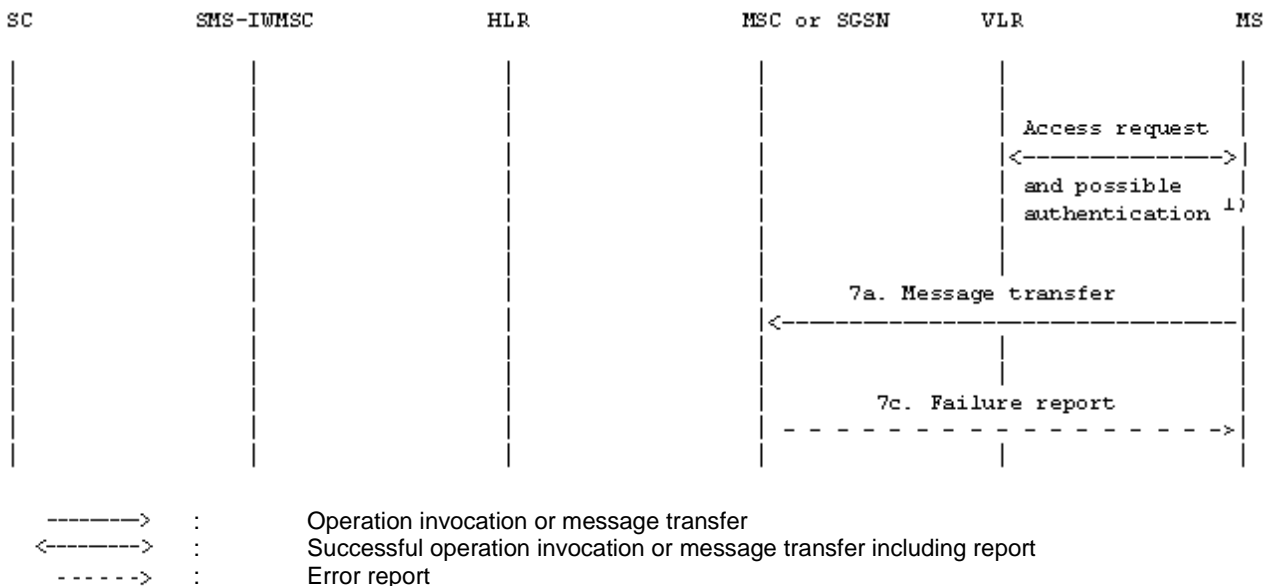 SC SMS-IWMSC HLR MSC or SGSN VLR MS
Access request
and possible
authentication 1)
7a. Message transfer
7c. Failure report
: Operation invocation or message transfer
: Successful operation invocation or message transfer including report
: Error report